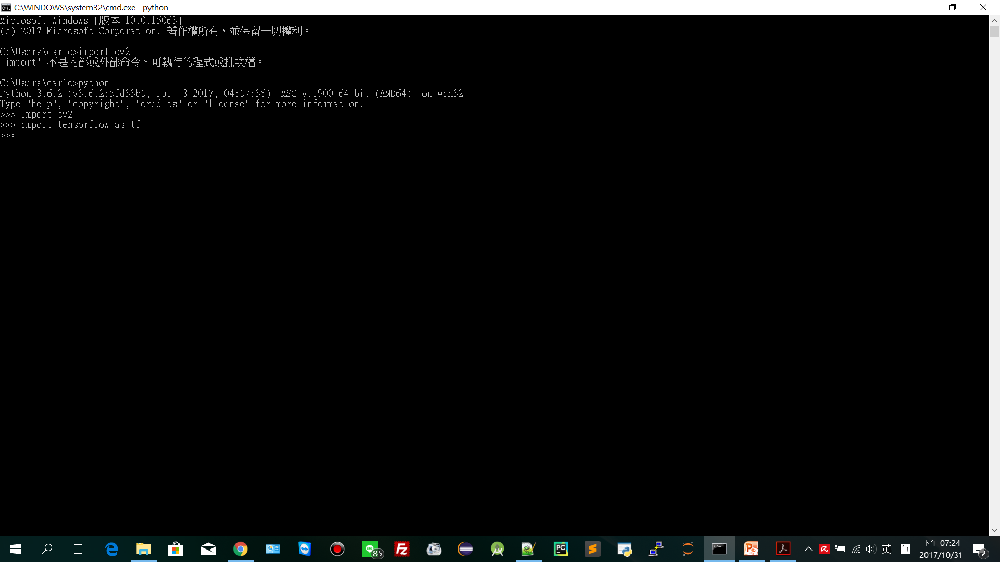 C:\WINDOWS\system32\cmd.exe - python
Microsoft Windows [版本 10.0.15063]
(c) 2017 Microsoft Corporation. 著作權所有，並保留一切權利。
C:\Users\carlo>import cv2
'import' 不是內部或外部命令、可執行的程式或批次檔。
C:\Users\carlo>python
Python 3.6.2 (v3.6.2:5fd33b5, Jul  8 2017, 04:57:36) [MSC v.1900 64 bit (AMD64)] on win32
Type "help", "copyright", "credits" or "license" for more information.
>>> import cv2
>>> import tensorflow as tf
>>>
85
PC
英
下午 07:24
2017/10/31
2